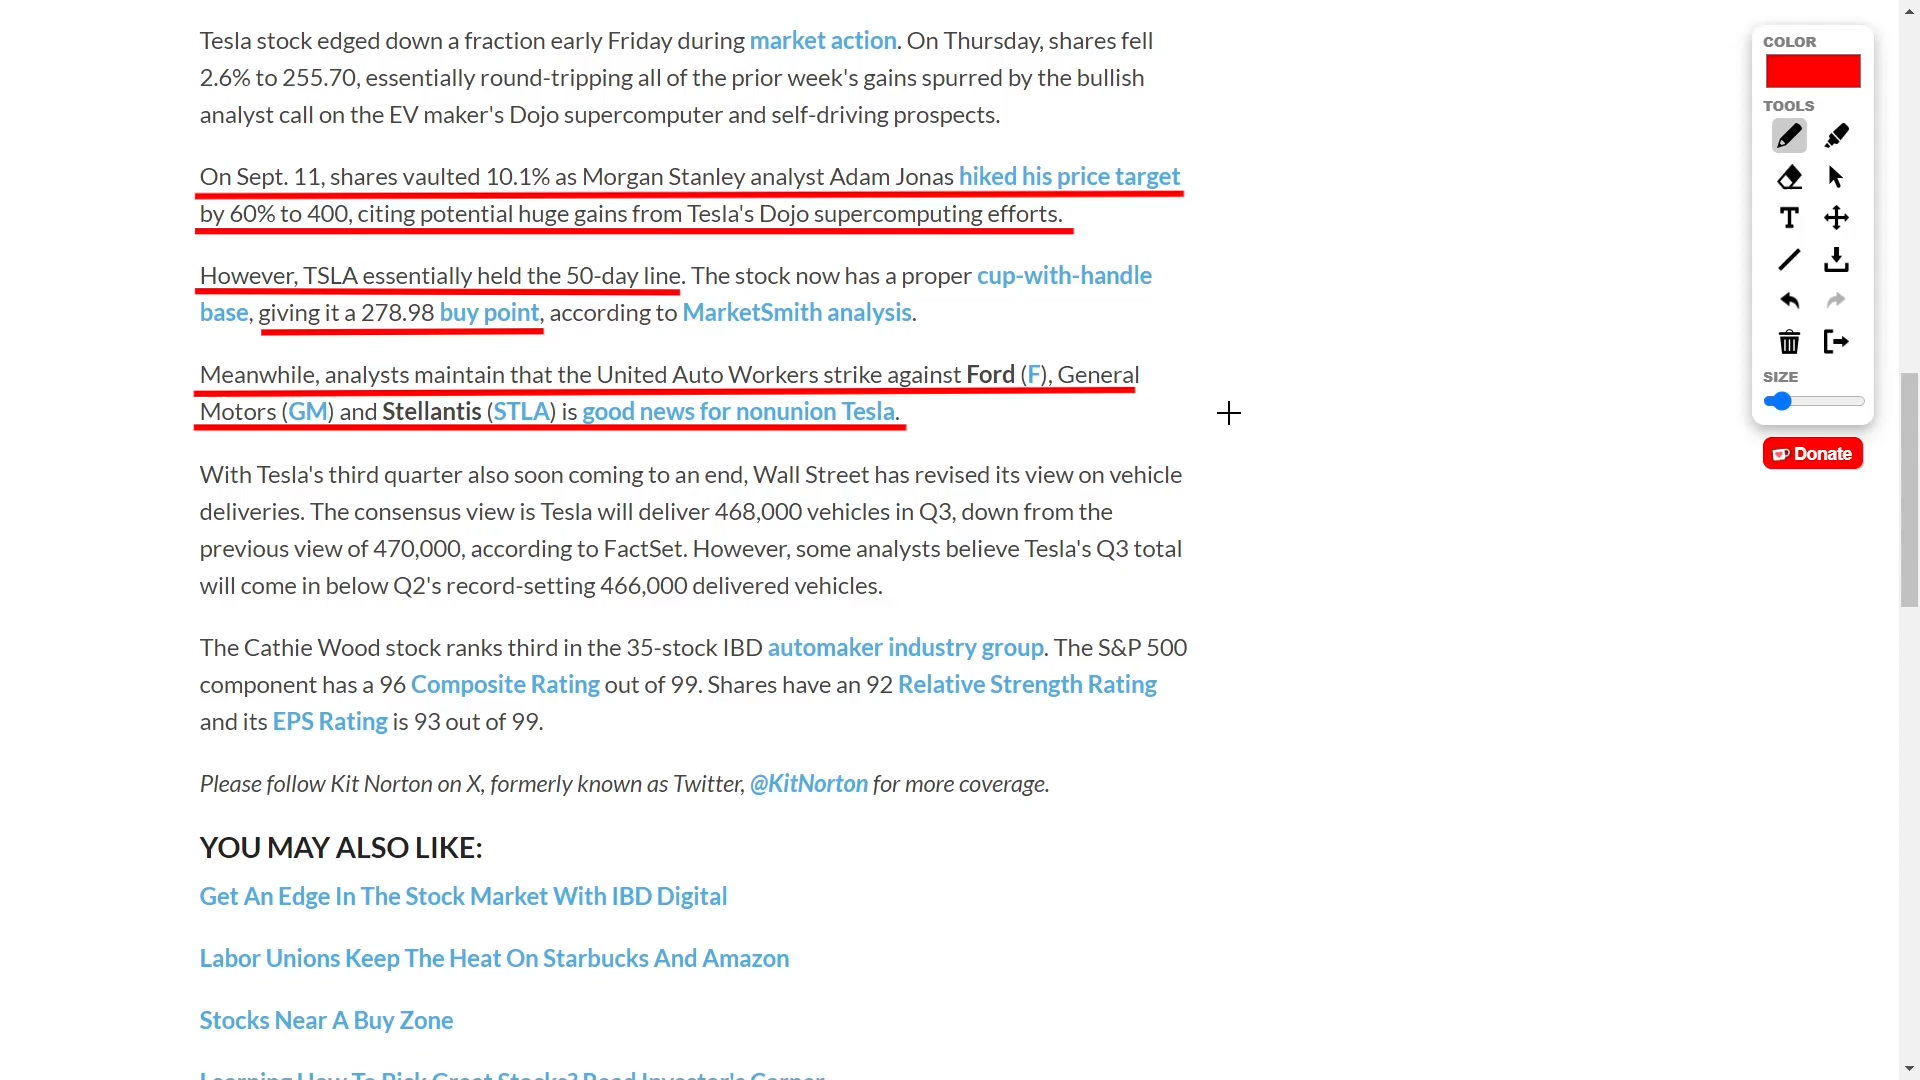 Tesla stock edged down a fraction early Friday during market action. On Thursday, shares fell
2.6% to 255.70, essentially round-tripping all of the prior week's gains spurred by the bullish
analyst call on the EV maker's Dojo supercomputer and self-driving prospects.
On Sept. 11, shares vaulted 10.1% as Morgan Stanley analyst Adam Jonas hiked his price target
by 60% to 400, citing potential huge gains from Tesla's Dojo supercomputing efforts.
However, TSLA essentially held the 50-day line. The stock now has a proper cup-with-handle
base, giving it a 278.98 buy point, according to MarketSmith analysis.
Meanwhile, analysts maintain that the United Auto Workers strike against Ford (F), General
Motors (GM) and Stellantis (STLA) is good news for nonunion Tesla.
With Tesla's third quarter also soon coming to an end, Wall Street has revised its view on vehicle
deliveries. The consensus view is Tesla will deliver 468,000 vehicles in Q3, down from the
previous view of 470,000, according to FactSet. However, some analysts believe Tesla's Q3 total
will come in below Q2's record-setting 466,000 delivered vehicles.
The Cathie Wood stock ranks third in the 35-stock IBD automaker industry group. The S&P 500
component has a 96 Composite Rating out of 99. Shares have an 92 Relative Strength Rating
and its EPS Rating is 93 out of 99.
Please follow Kit Norton on X, formerly known as Twitter, @KitNorton for more coverage.
YOU MAY ALSO LIKE:
Get An Edge In The Stock Market With IBD Digital
Labor Unions Keep The Heat On Starbucks And Amazon
Stocks Near A Buy Zone
Learning How To Pick Great Stocks? Read Investor's Corner
COLOR
TOOLS
SIZE
Donate